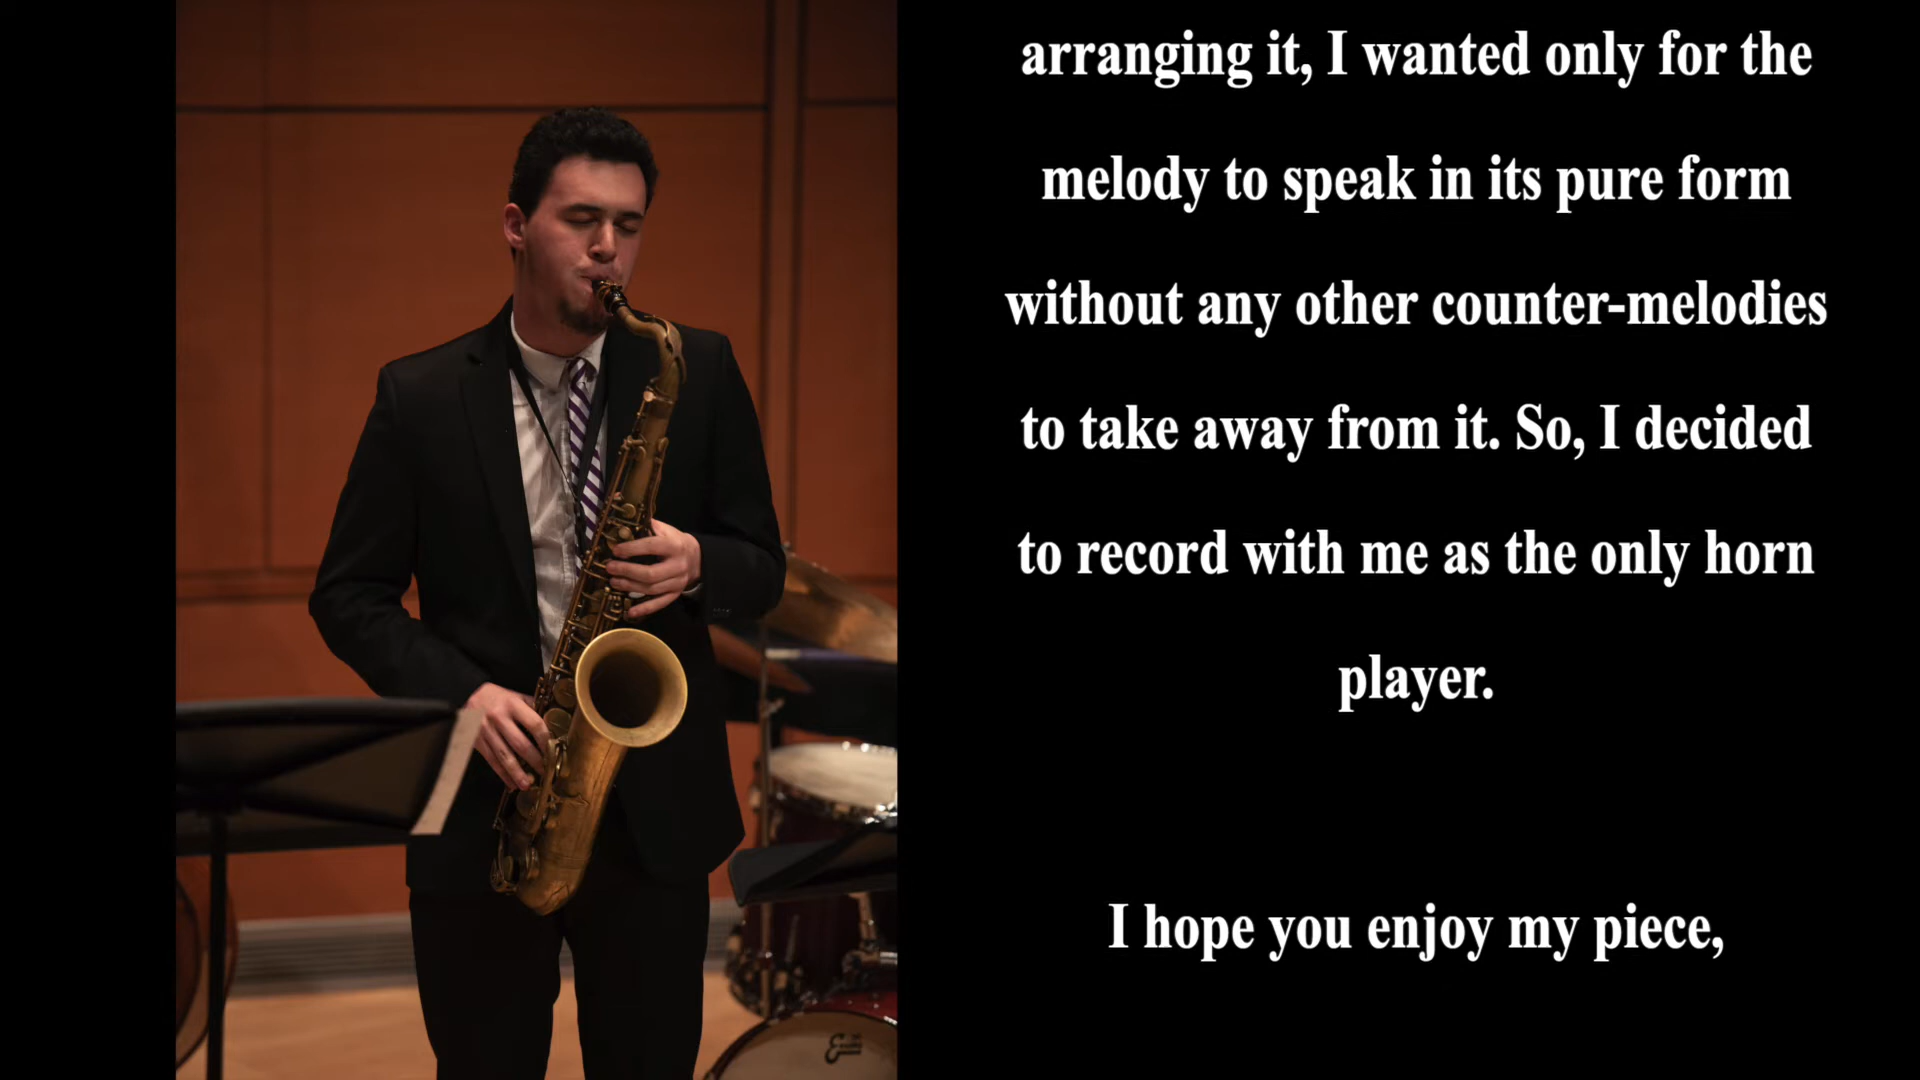 arranging it, I wanted only for the
melody to speak in its pure form
without any other counter-melodies
to take away from it. So, I decided
to record with me as the only horn
player.
I hope you enjoy my piece,